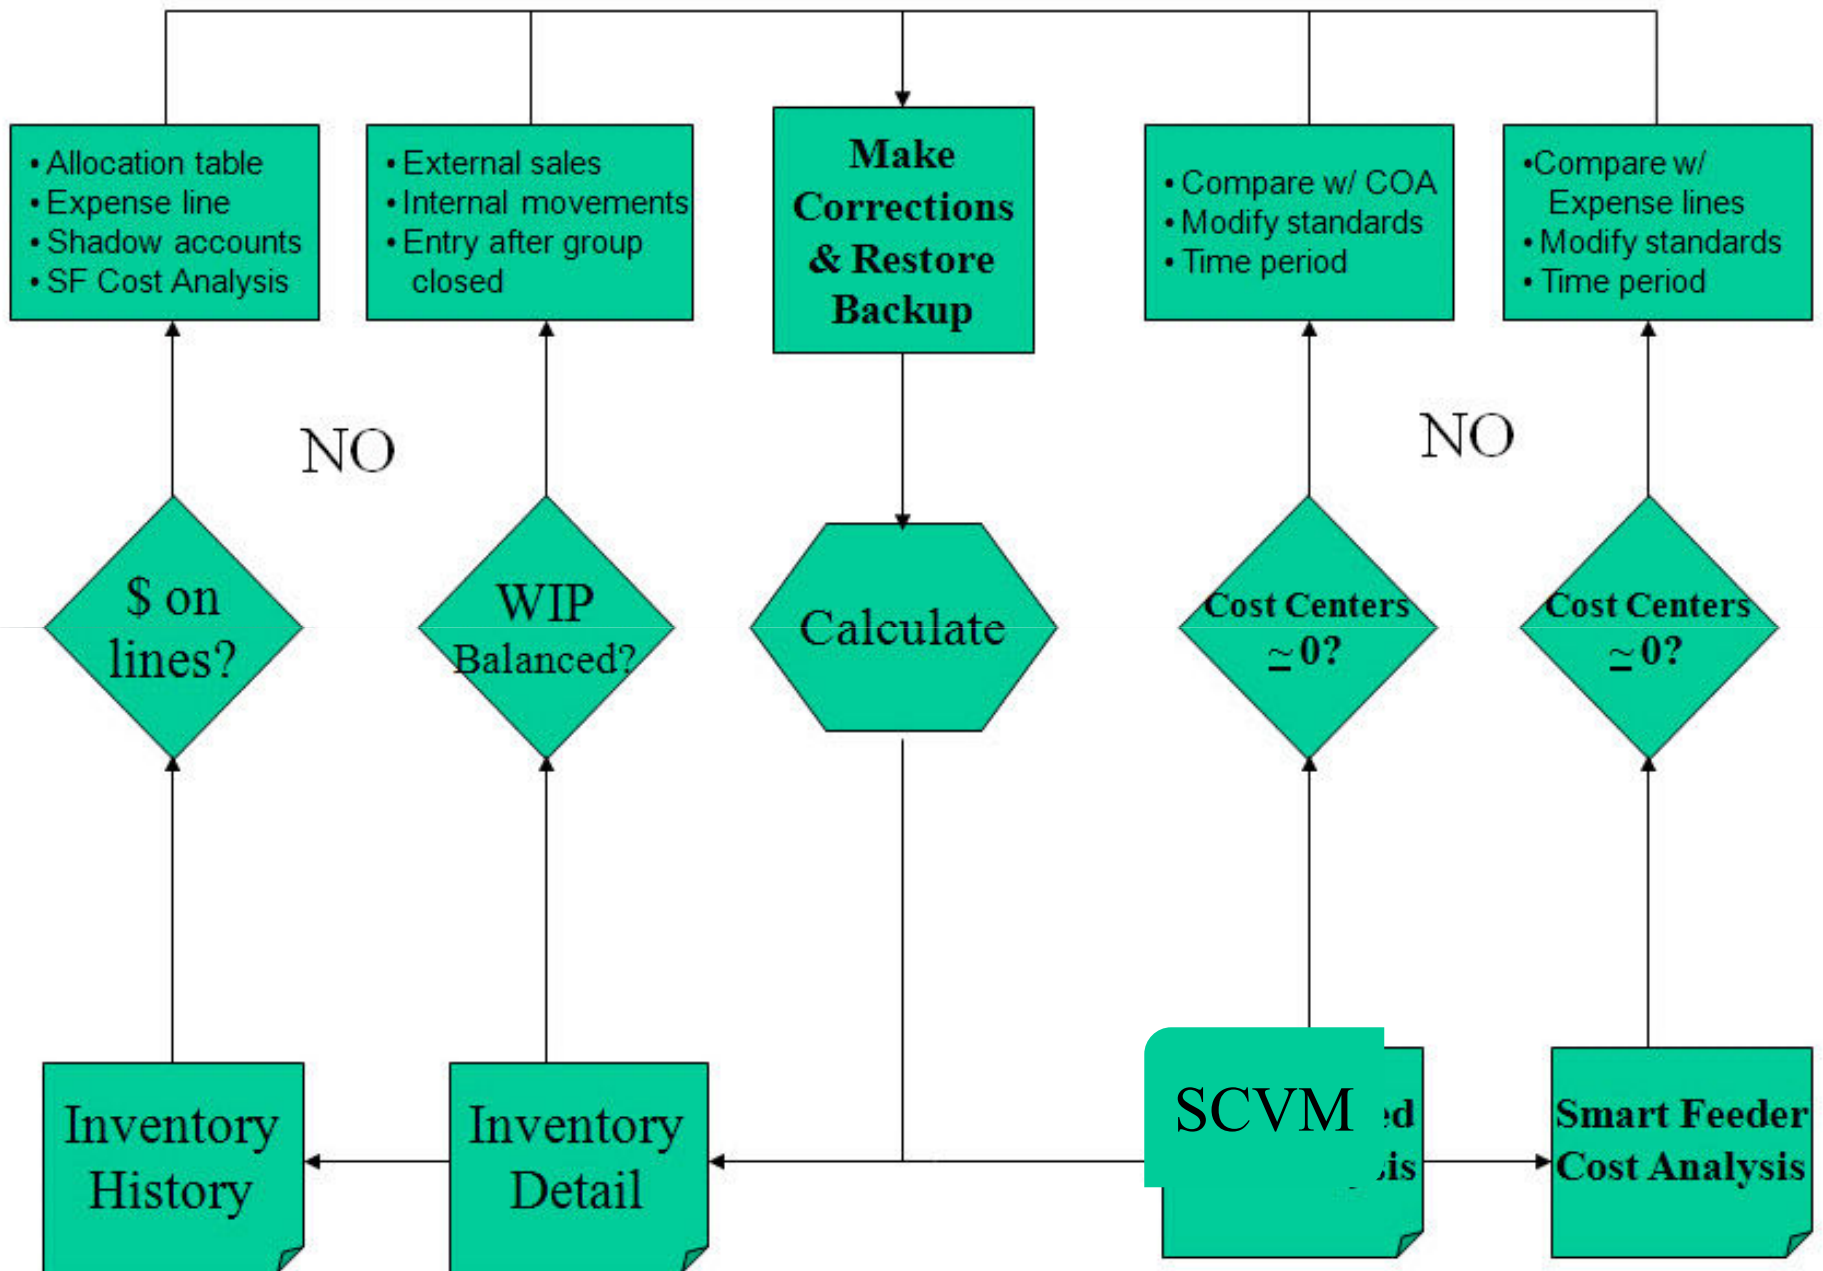 • Allocation table
• Expense line
• Shadow accounts
• SF Cost Analysis
• External sales
• Internal movements
• Entry after group
closed
Make
Corrections
& Restore
Backup
• Compare w/ COA
• Modify standards
• Time period
•Compare w/
Expense lines
• Modify standards
• Time period
NO
NO
$ on
lines?
WIP
Balanced?
Calculate
Cost Centers
~ 0?
Cost Centers
~ 0?
Inventory
History
Inventory
Detail
SCVM
Smart Feeder
Cost Analysis